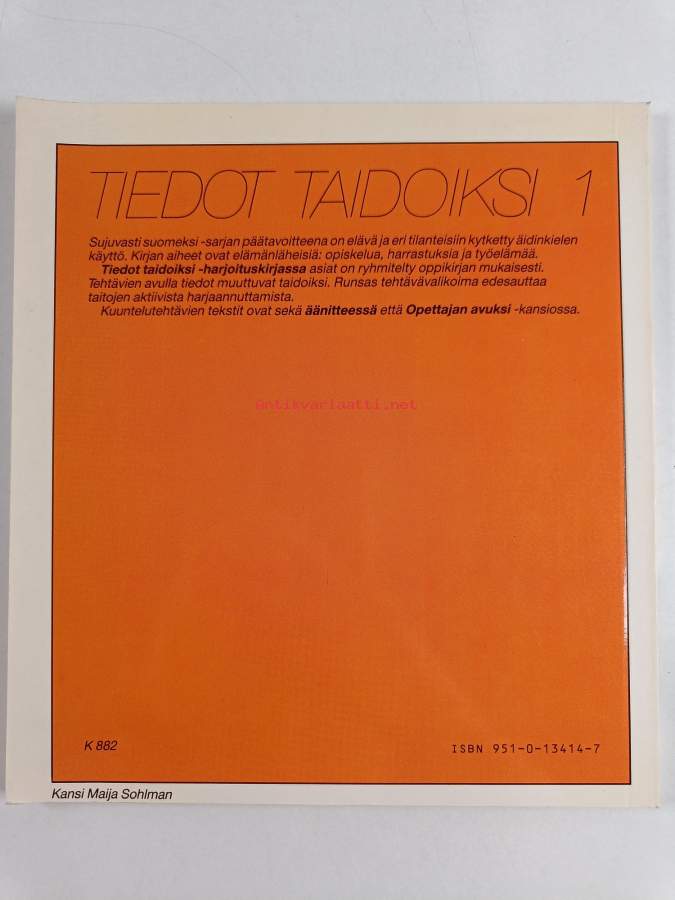 TIEDOT TAIDOIKSI 1
Sujuvasti suomeksi -sarjan päätavoitteena on elävä ja eri tilanteisiin kytketty äidinkielen
käyttö. Kirjan aiheet ovat elämänläheisiä: opiskelua, harrastuksia ja työelämää.
Tiedot taidoiksi -harjoituskirjassa asiat on ryhmitelty oppikirjan mukaisesti.
Tehtävien avulla tiedot muuttuvat taidoiksi. Runsas tehtävävalikoima edesauttaa
taitojen aktiivista harjaannuttamista.
Kuuntelutehtävien tekstit ovat sekä äänitteessä että Opettajan avuksi -kansiossa.
antikvariaatti.net
K 882
ISBN 951-0-13414-7
Kansi Maija Sohlman